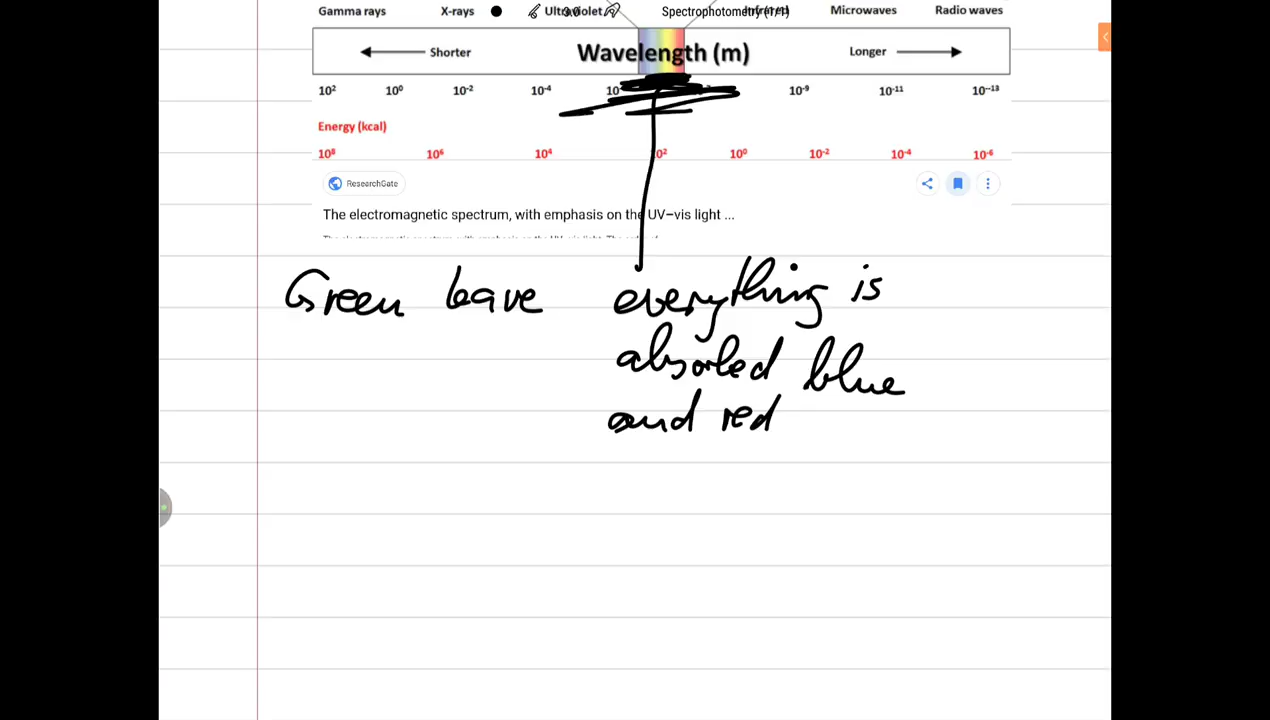 Gamma rays X-rays Ultraviolet Spectrophotometry (1/1) Microwaves Radio waves
Shorter Wavelength (m) Longer
10² 10⁰ 10⁻² 10⁻⁴ 10⁻⁹ 10⁻¹¹ 10⁻⁻¹³
Energy (kcal)
10⁸ 10⁶ 10⁴ 10² 10⁰ 10⁻² 10⁻⁴ 10⁻⁶
ResearchGate
The electromagnetic spectrum, with emphasis on the UV–vis light ...
Green leave everything is
absorbed blue
and red